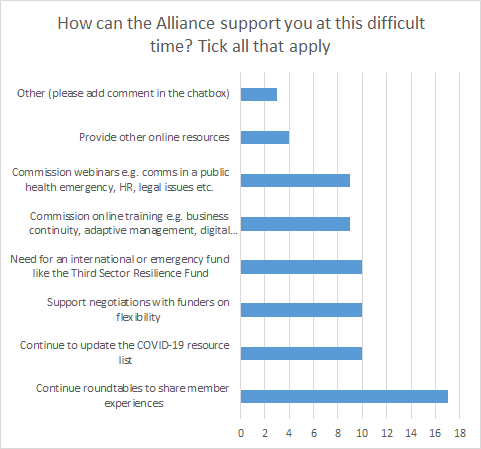 How can the Alliance support you at this difficult
time? Tick all that apply
Other (please add comment in the chatbox)
Provide other online resources
Commission webinars e.g. comms in a public
health emergency, HR, legal issues etc.
Commission online training e.g. business
continuity, adaptive management, digital...
Need for an international or emergency fund
like the Third Sector Resilience Fund
Support negotiations with funders on
flexibility
Continue to update the COVID-19 resource
list
Continue roundtables to share member
experiences
0 2 4 6 8 10 12 14 16 18